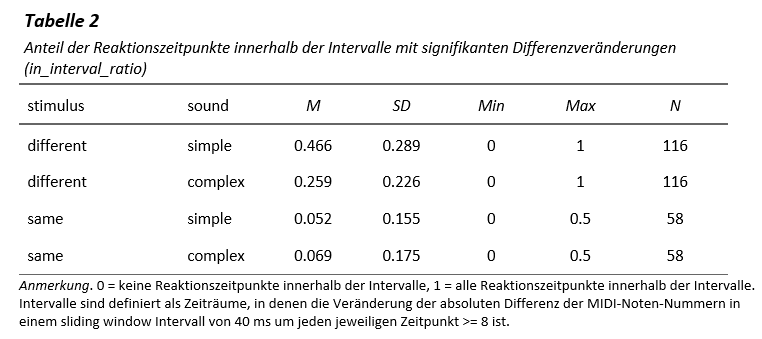 Tabelle 2
Anteil der Reaktionszeitpunkte innerhalb der Intervalle mit signifikanten Differenzveränderungen
(in_interval_ratio)
stimulus sound M SD Min Max N
different simple 0.466 0.289 0 1 116
different complex 0.259 0.226 0 1 116
same simple 0.052 0.155 0 0.5 58
same complex 0.069 0.175 0 0.5 58
Anmerkung. 0 = keine Reaktionszeitpunkte innerhalb der Intervalle, 1 = alle Reaktionszeitpunkte innerhalb der Intervalle.
Intervalle sind definiert als Zeiträume, in denen die Veränderung der absoluten Differenz der MIDI-Noten-Nummern in
einem sliding window Intervall von 40 ms um jeden jeweiligen Zeitpunkt >= 8 ist.